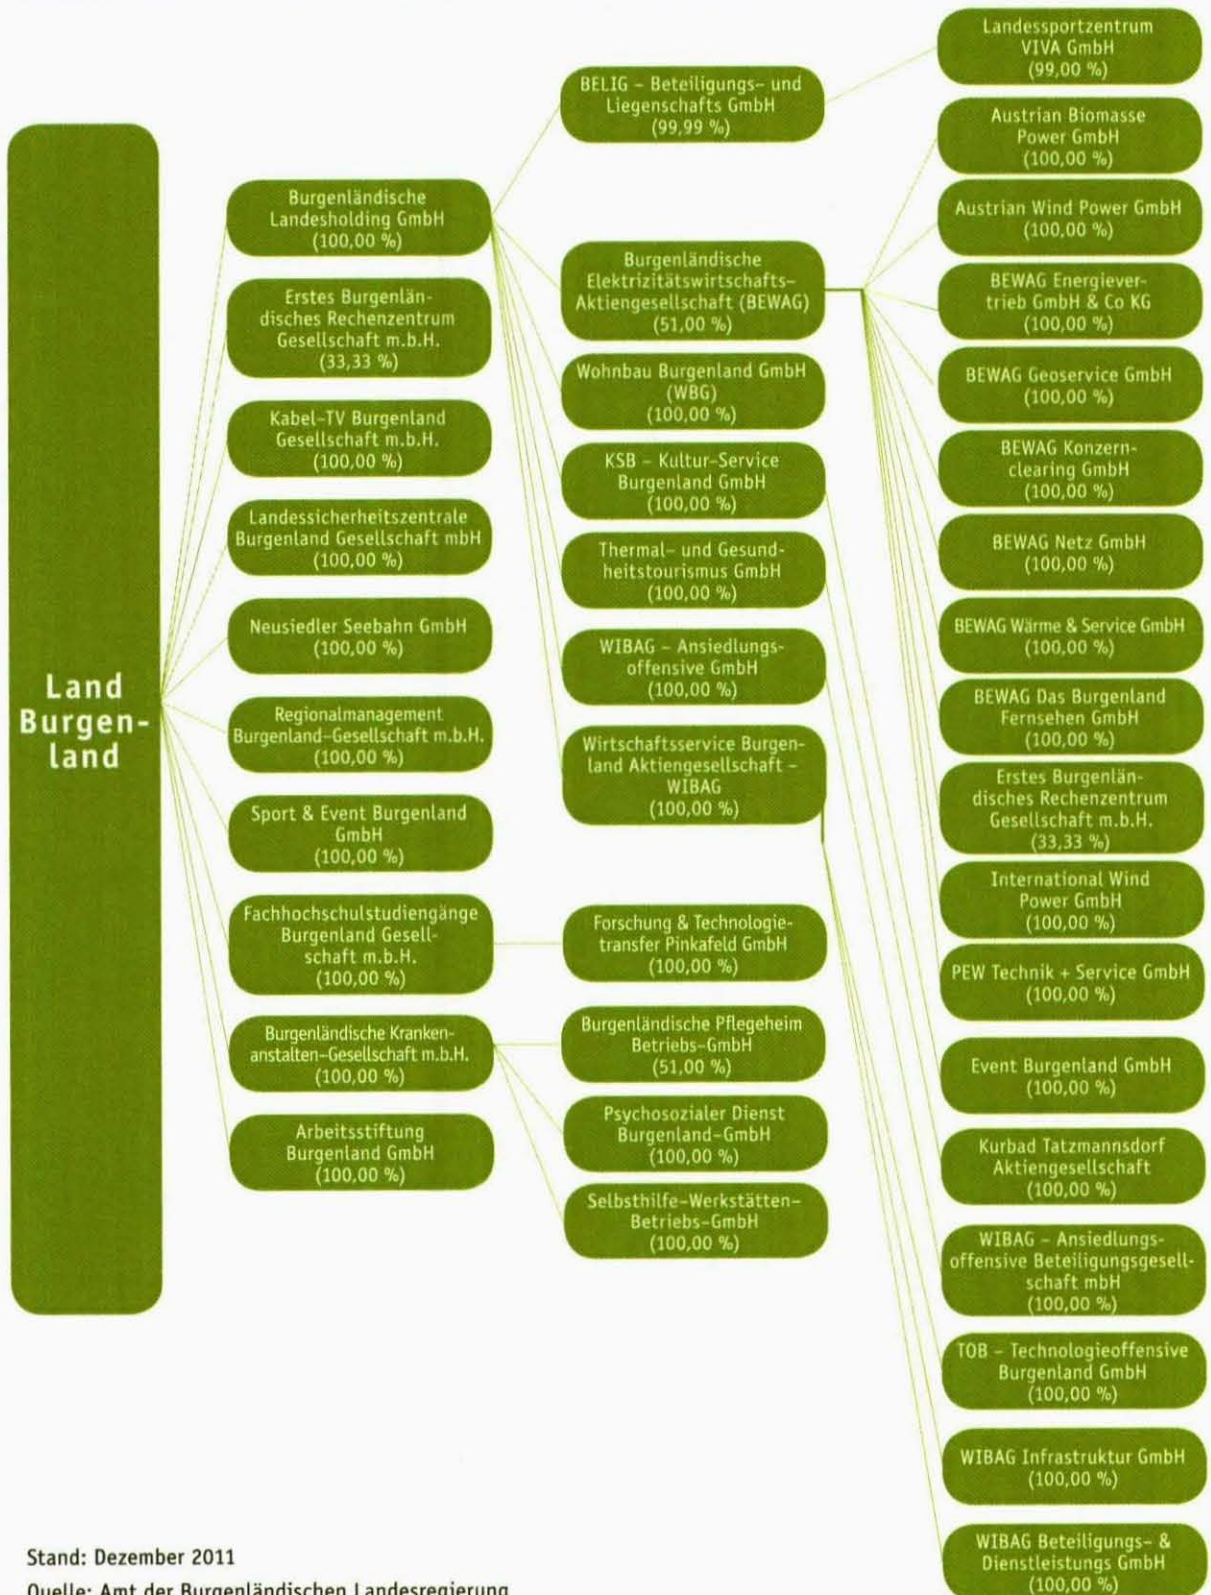 Land
Burgen-
land
Burgenländische
Landesholding GmbH
(100,00 %)
Erstes Burgenlän-
disches Rechenzentrum
Gesellschaft m.b.H.
(33,33 %)
Kabel-TV Burgenland
Gesellschaft m.b.H.
(100,00 %)
Landessicherheitszentrale
Burgenland Gesellschaft mbH
(100,00 %)
Neusiedler Seebahn GmbH
(100,00 %)
Regionalmanagement
Burgenland-Gesellschaft m.b.H.
(100,00 %)
Sport & Event Burgenland
GmbH
(100,00 %)
Fachhochschulstudiengänge
Burgenland Gesell-
schaft m.b.H.
(100,00 %)
Burgenländische Kranken-
anstalten-Gesellschaft m.b.H.
(100,00 %)
Arbeitsstiftung
Burgenland GmbH
(100,00 %)
BELIG – Beteiligungs- und
Liegenschafts GmbH
(99,99 %)
Burgenländische
Elektrizitätswirtschafts-
Aktiengesellschaft (BEWAG)
(51,00 %)
Wohnbau Burgenland GmbH
(WBG)
(100,00 %)
KSB – Kultur-Service
Burgenland GmbH
(100,00 %)
Thermal- und Gesund-
heitstourismus GmbH
(100,00 %)
WIBAG – Ansiedlungs-
offensive GmbH
(100,00 %)
Wirtschaftsservice Burgen-
land Aktiengesellschaft –
WIBAG
(100,00 %)
Forschung & Technologie-
transfer Pinkafeld GmbH
(100,00 %)
Burgenländische Pflegeheim
Betriebs-GmbH
(51,00 %)
Psychosozialer Dienst
Burgenland-GmbH
(100,00 %)
Selbsthilfe-Werkstätten-
Betriebs-GmbH
(100,00 %)
Landessportzentrum
VIVA GmbH
(99,00 %)
Austrian Biomasse
Power GmbH
(100,00 %)
Austrian Wind Power GmbH
(100,00 %)
BEWAG Energiever-
trieb GmbH & Co KG
(100,00 %)
BEWAG Geoservice GmbH
(100,00 %)
BEWAG Konzern-
clearing GmbH
(100,00 %)
BEWAG Netz GmbH
(100,00 %)
BEWAG Wärme & Service GmbH
(100,00 %)
BEWAG Das Burgenland
Fernsehen GmbH
(100,00 %)
Erstes Burgenlän-
disches Rechenzentrum
Gesellschaft m.b.H.
(33,33 %)
International Wind
Power GmbH
(100,00 %)
PEW Technik + Service GmbH
(100,00 %)
Event Burgenland GmbH
(100,00 %)
Kurbad Tatzmannsdorf
Aktiengesellschaft
(100,00 %)
WIBAG – Ansiedlungs-
offensive Beteiligungsgesell-
schaft mbH
(100,00 %)
TOB – Technologieoffensive
Burgenland GmbH
(100,00 %)
WIBAG Infrastruktur GmbH
(100,00 %)
WIBAG Beteiligungs- &
Dienstleistungs GmbH
(100,00 %)
Stand: Dezember 2011
Quelle: Amt der Burgenländischen Landesregierung